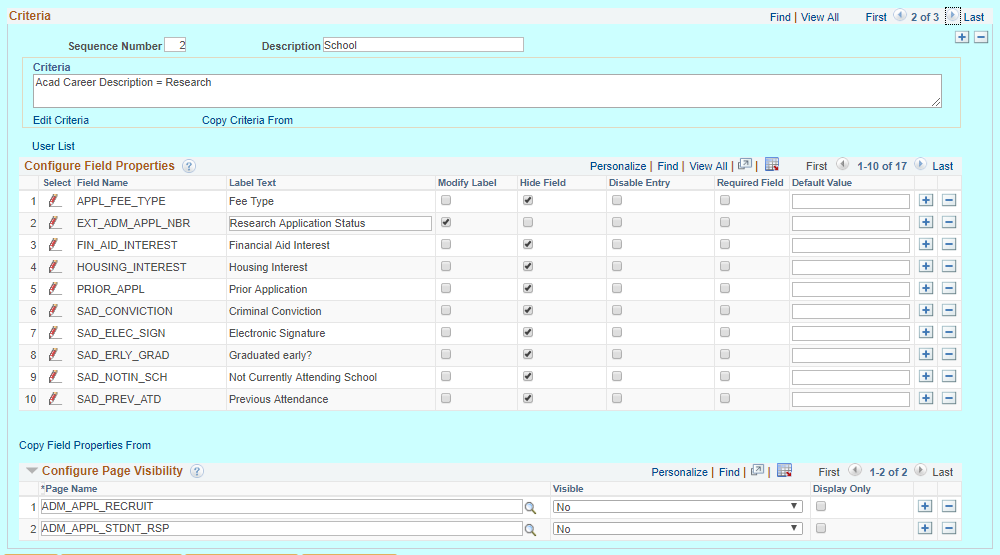 Criteria Find | View All First 2 of 3 Last
Sequence Number 2 Description School
Criteria
Acad Career Description = Research
Edit Criteria Copy Criteria From
User List
Configure Field Properties ? Personalize | Find | View All | | First 1-10 of 17 Last
Select Field Name Label Text Modify Label Hide Field Disable Entry Required Field Default Value
1 APPL_FEE_TYPE Fee Type
2 EXT_ADM_APPL_NBR Research Application Status
3 FIN_AID_INTEREST Financial Aid Interest
4 HOUSING_INTEREST Housing Interest
5 PRIOR_APPL Prior Application
6 SAD_CONVICTION Criminal Conviction
7 SAD_ELEC_SIGN Electronic Signature
8 SAD_ERLY_GRAD Graduated early?
9 SAD_NOTIN_SCH Not Currently Attending School
10 SAD_PREV_ATD Previous Attendance
Copy Field Properties From
Configure Page Visibility ? Personalize | Find | | First 1-2 of 2 Last
*Page Name Visible Display Only
1 ADM_APPL_RECRUIT No
2 ADM_APPL_STDNT_RSP No